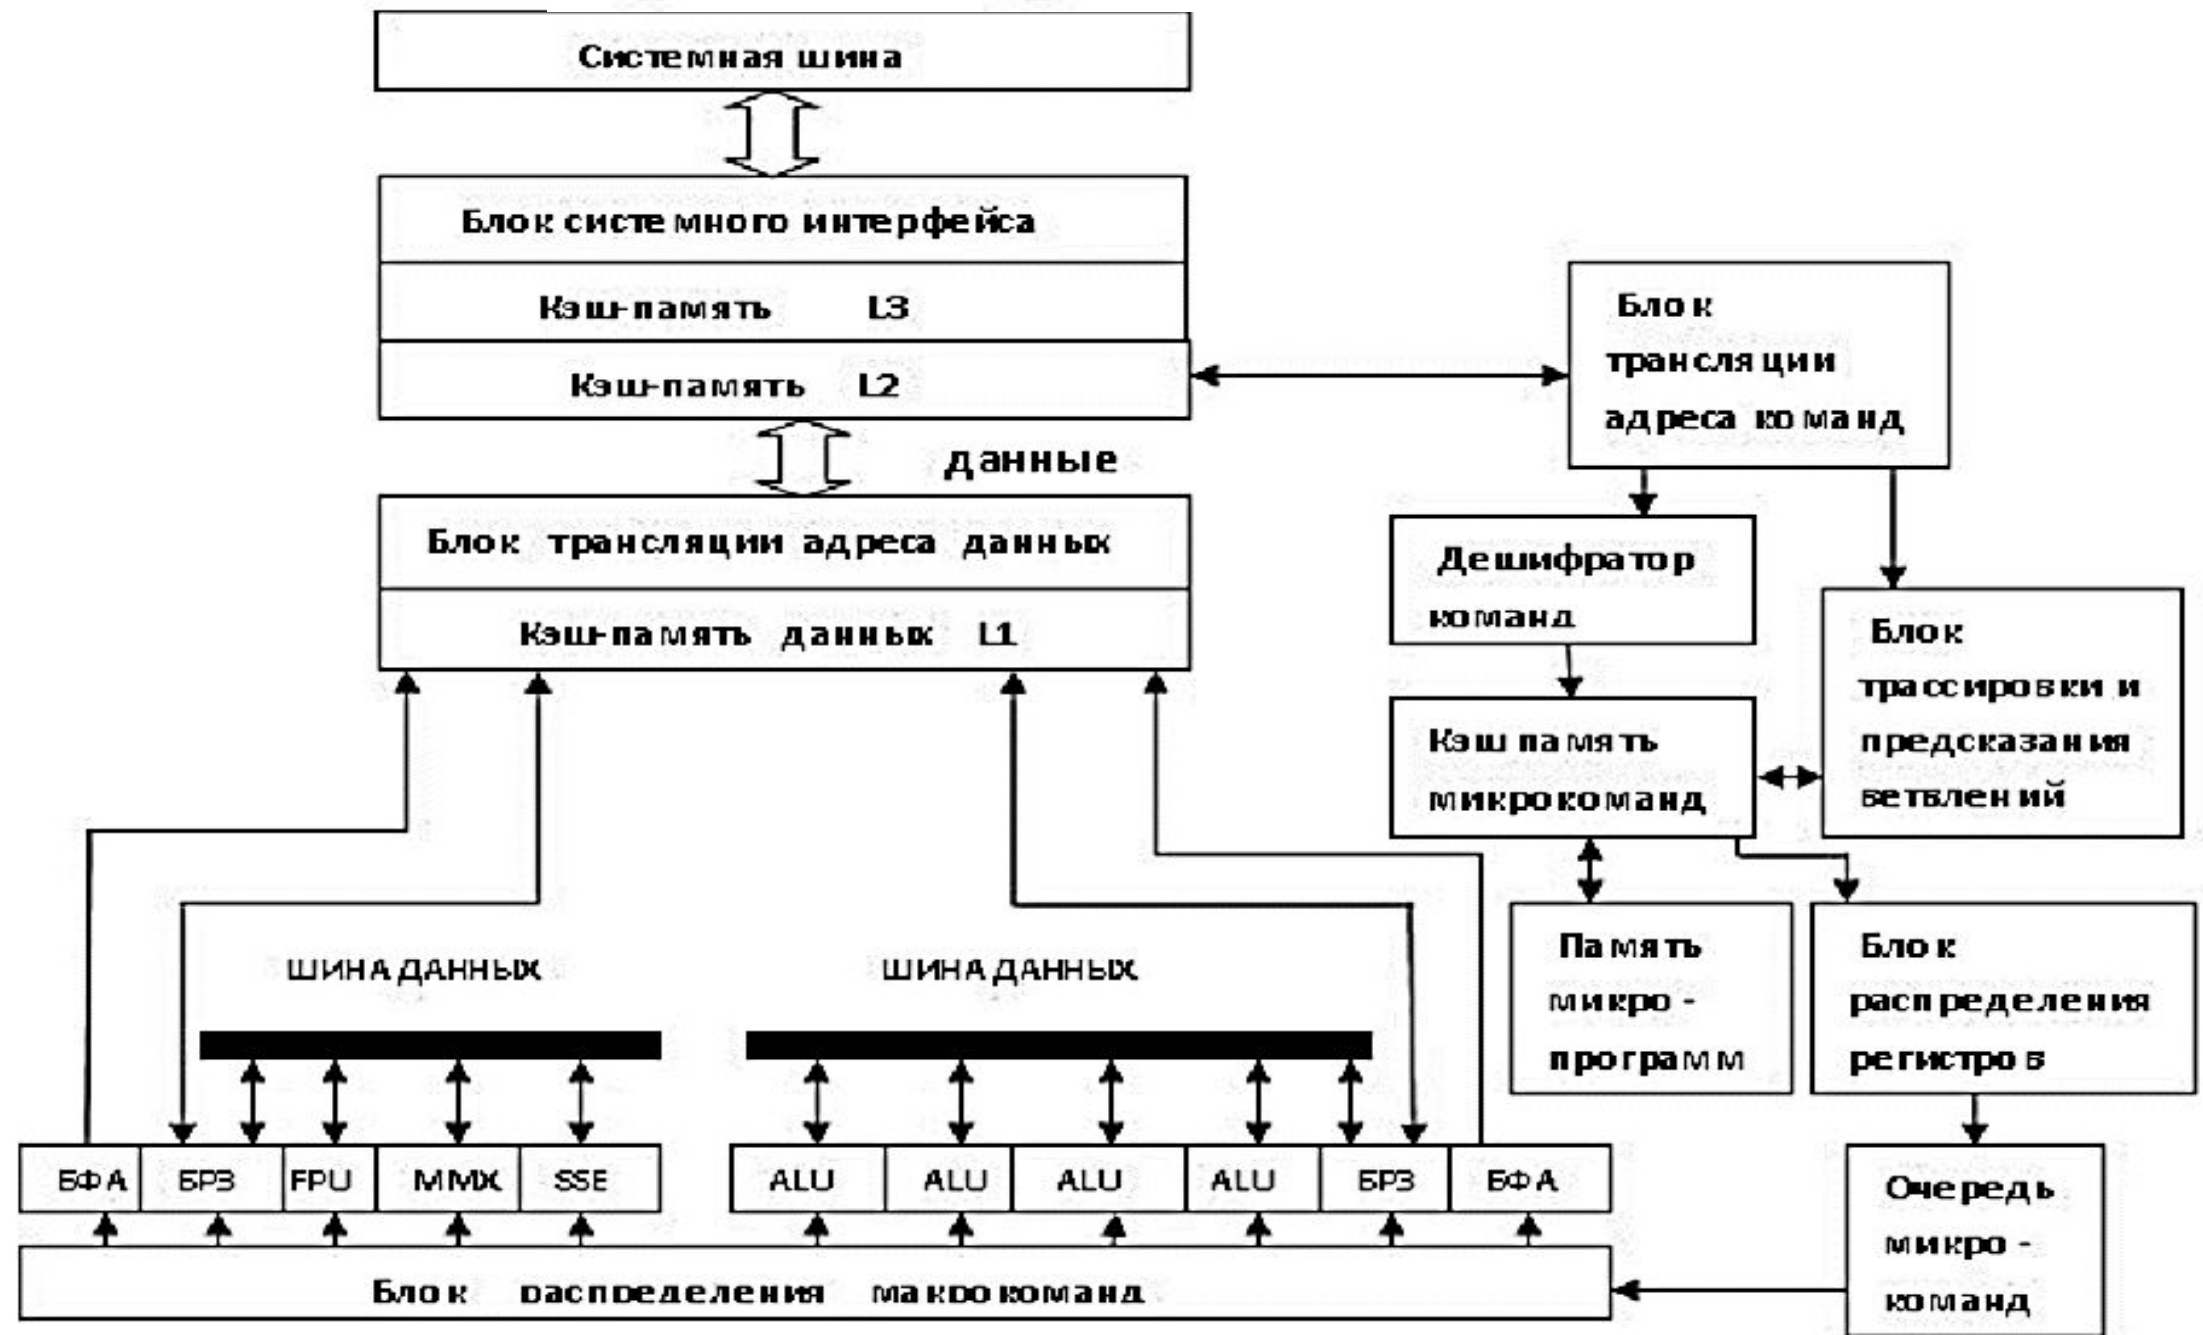 Системная шина
Блок системного интерфейса
Кэш-память L3
Кэш-память L2
данные
Блок трансляции адреса данных
Кэш-память данных L1
Блок
трансляции
адреса команд
Дешифратор
команд
Блок
трассировки и
предсказания
ветвлений
Кэш память
микрокоманд
Память
микро-
программ
Блок
распределения
регистров
ШИНА ДАННЫХ
ШИНА ДАННЫХ
БФА БРЗ FPU MMX SSE
ALU ALU ALU ALU БРЗ БФА
Очередь
микро-
команд
Блок распределения макрокоманд